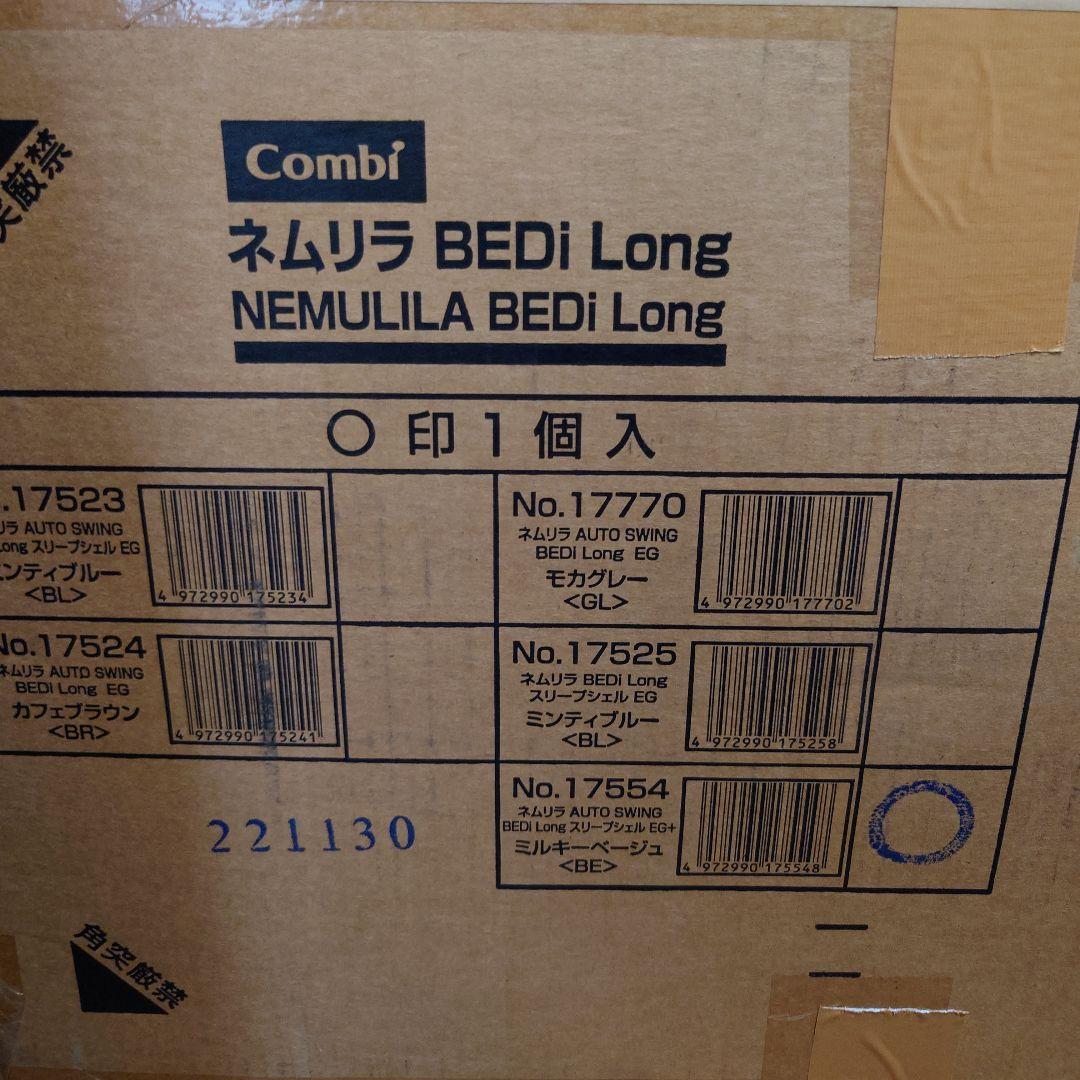 突厳禁
Combi
ネムリラ BEDi Long
NEMULILA BEDi Long
○ 印 1 個 入
.17523
リラ AUTO SWING
Long スリープシェル EG
ンティブルー
<BL>
4 972990 175234
No.17770
ネムリラ AUTO SWING
BEDi Long EG
モカグレー
<GL>
4 972990 177702
No.17524
ネムリラ AUTO SWING
BEDi Long EG
カフェブラウン
<BR>
4 972990 175241
No.17525
ネムリラ BEDi Long
スリープシェル EG
ミンティブルー
<BL>
4 972990 175258
No.17554
ネムリラ AUTO SWING
BEDi Long スリープシェル EG+
ミルキーベージュ
<BE>
4 972990 175548
221130
角突厳禁